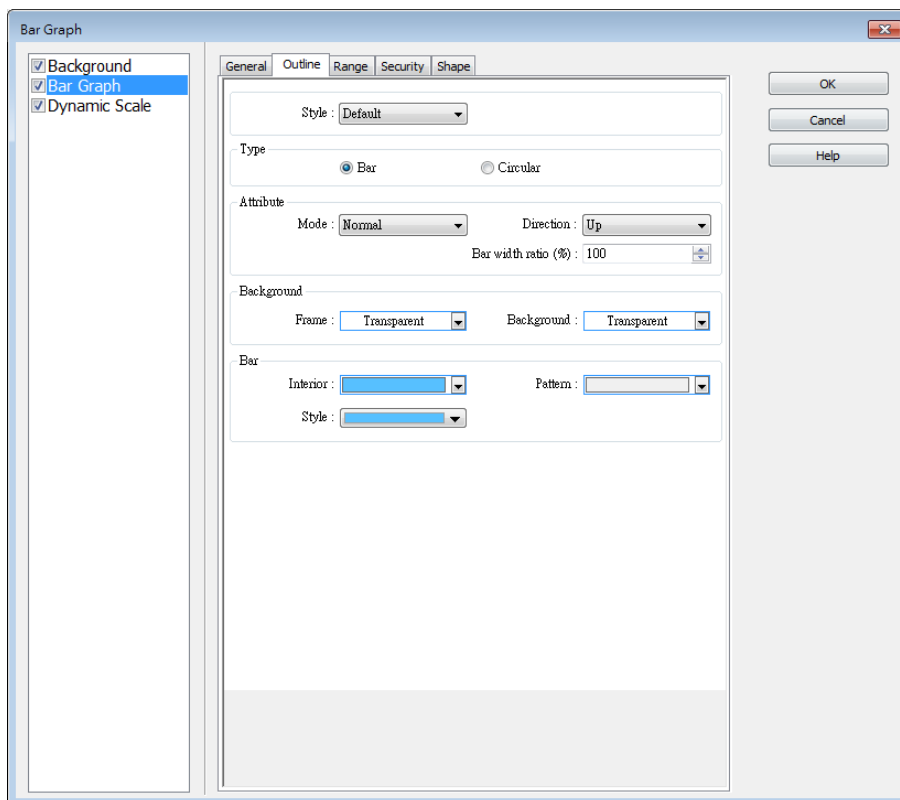 Bar Graph
Background
Bar Graph
Dynamic Scale
General Outline Range Security Shape
Style : Default
Type
Bar Circular
Attribute
Mode : Normal Direction : Up
Bar width ratio (%) : 100
Background
Frame : Transparent Background : Transparent
Bar
Interior : Pattern :
Style :
OK
Cancel
Help